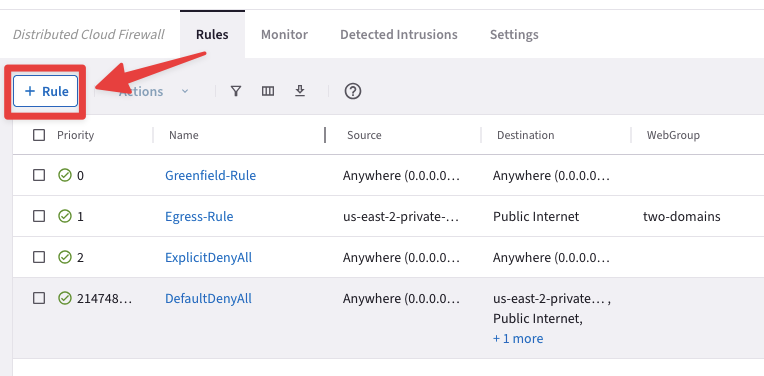 Distributed Cloud Firewall Rules Monitor Detected Intrusions Settings
+ Rule Actions
Priority Name Source Destination WebGroup
0 Greenfield-Rule Anywhere (0.0.0.0… Anywhere (0.0.0.0…
1 Egress-Rule us-east-2-private-… Public Internet two-domains
2 ExplicitDenyAll Anywhere (0.0.0.0… Anywhere (0.0.0.0…
214748… DefaultDenyAll Anywhere (0.0.0.0… us-east-2-private… ,
Public Internet,
+ 1 more